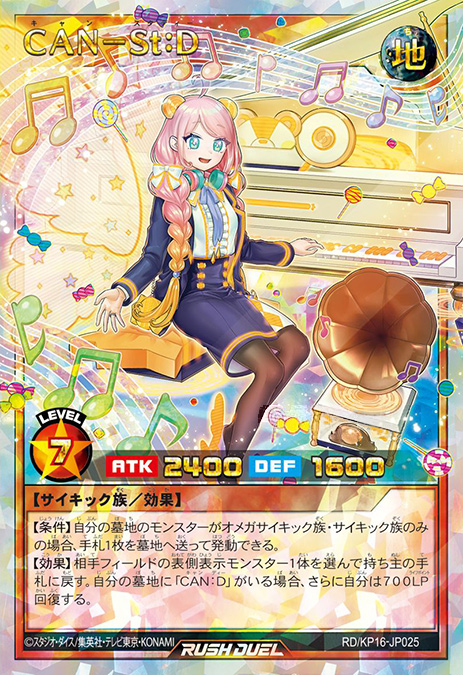 CAN－St:D
地
LEVEL
7
ATK 2400 DEF 1600
【サイキック族／効果】
【条件】自分の墓地のモンスターがオメガサイキック族・サイキック族のみ
の場合、手札1枚を墓地へ送って発動できる。
【効果】相手フィールドの表側表示モンスター1体を選んで持ち主の手
札に戻す。自分の墓地に「CAN：D」がいる場合、さらに自分は700LP
回復する。
©スタジオ・ダイス/集英社・テレビ東京・KONAMI
RUSH DUEL
RD/KP16-JP025